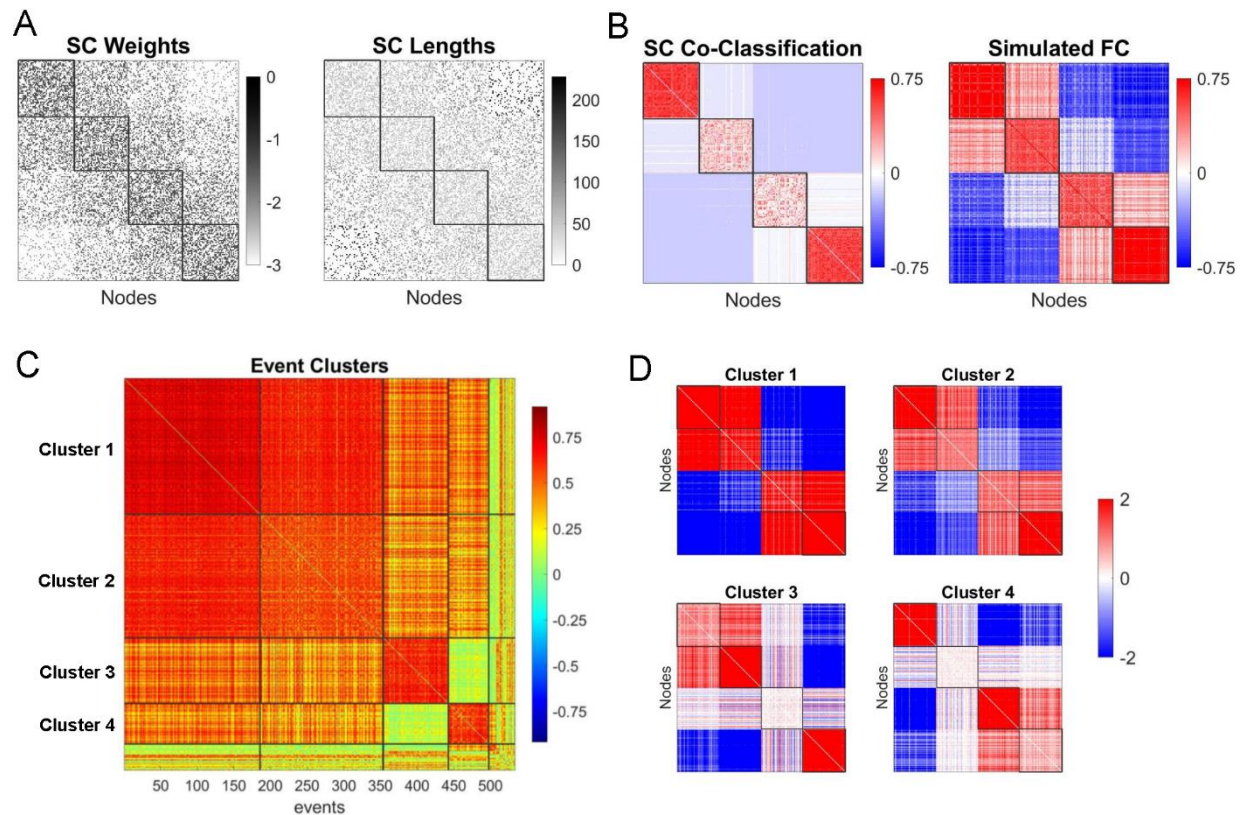 A
SC Weights
0
-1
-2
-3
Nodes
SC Lengths
200
150
100
50
0
B
SC Co-Classification
0.75
0
-0.75
Nodes
Simulated FC
0.75
0
-0.75
Nodes
C
Event Clusters
Cluster 1
Cluster 2
Cluster 3
Cluster 4
50 100 150 200 250 300 350 400 450 500
events
0.75
0.50
0.25
0
-0.25
-0.50
-0.75
D
Cluster 1
Nodes
Cluster 2
Nodes
Cluster 3
Nodes
Cluster 4
Nodes
2
0
-2